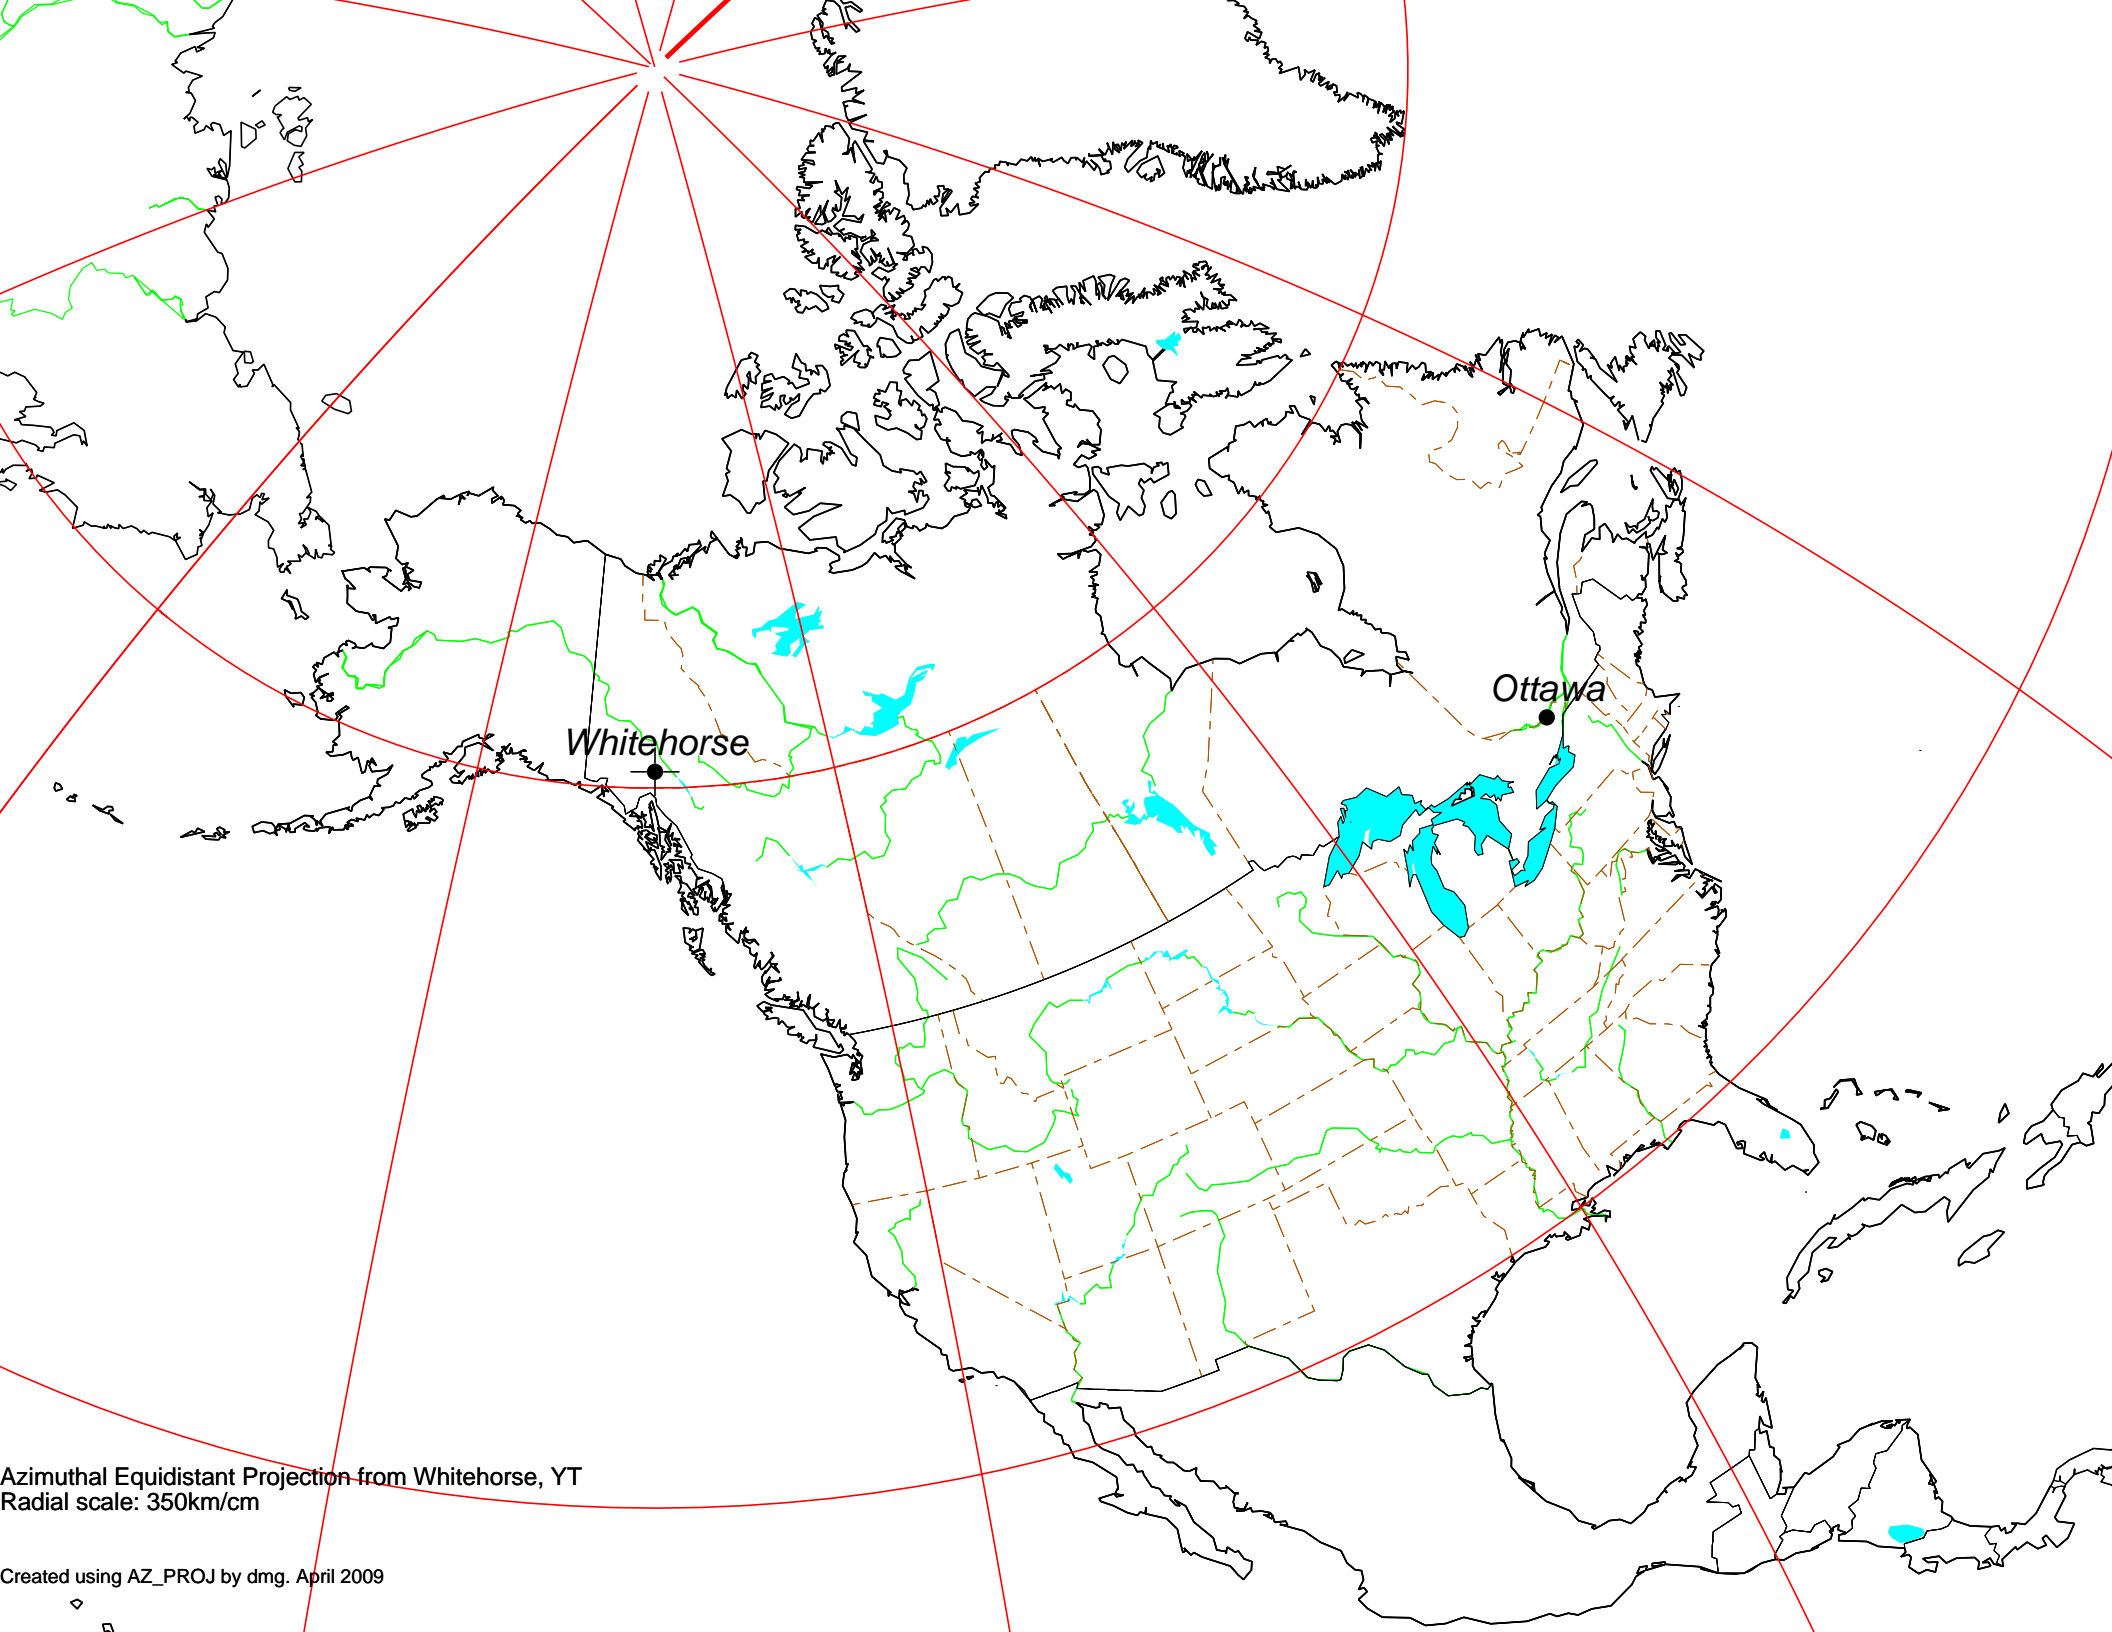 Ottawa
Whitehorse
Azimuthal Equidistant Projection from Whitehorse, YT
Radial scale: 350km/cm
Created using AZ_PROJ by dmg. April 2009